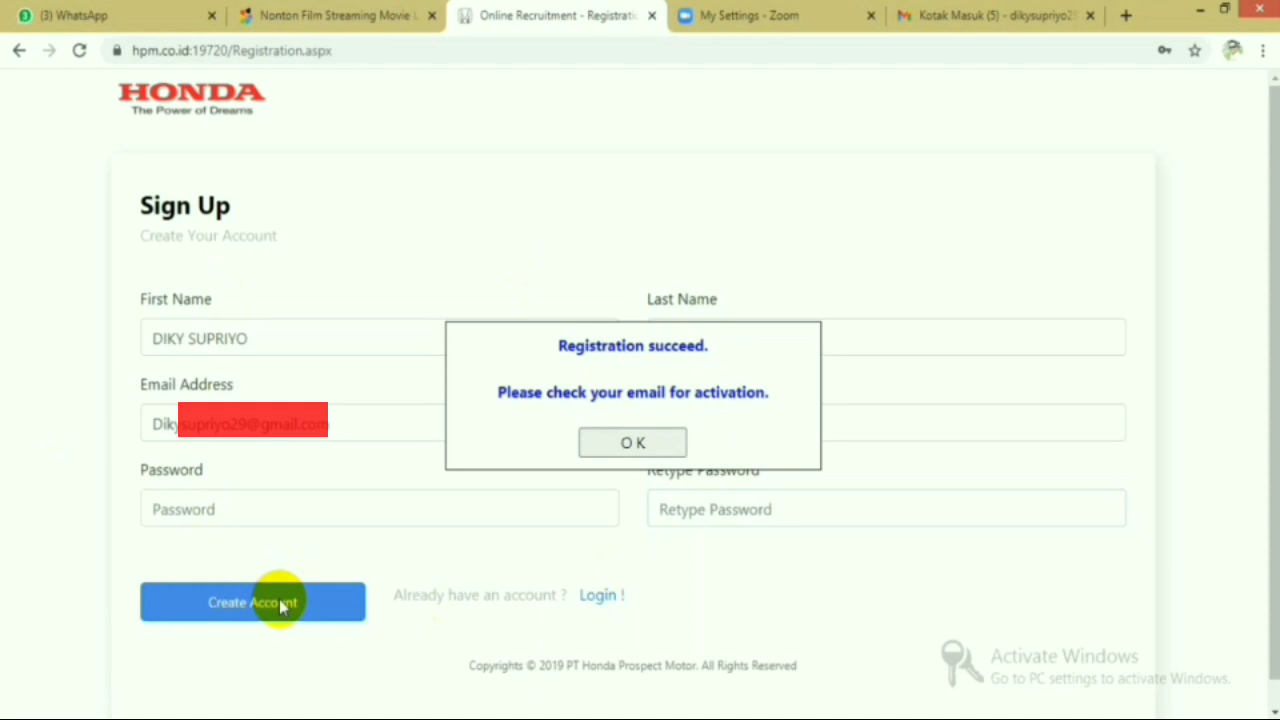 (3) WhatsApp
Nonton Film Streaming Movie L
Online Recruitment - Registratio
My Settings - Zoom
Kotak Masuk (5) - dikysupriyo2
hpm.co.id:19720/Registration.aspx
HONDA
The Power of Dreams
Sign Up
Create Your Account
First Name
Last Name
DIKY SUPRIYO
Registration succeed.
Please check your email for activation.
O K
Email Address
Diky
Password
Retype Password
Password
Retype Password
Create Account
Already have an account ? Login !
Copyrights © 2019 PT Honda Prospect Motor. All Rights Reserved
Activate Windows
Go to PC settings to activate Windows.